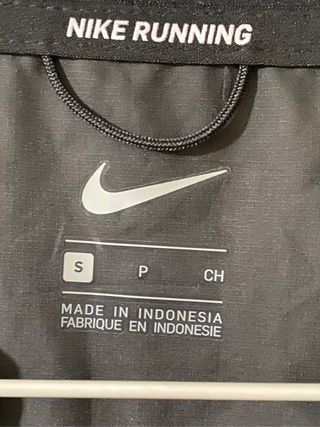 NIKE RUNNING
S P CH
MADE IN INDONESIA
FABRIQUE EN INDONESIE